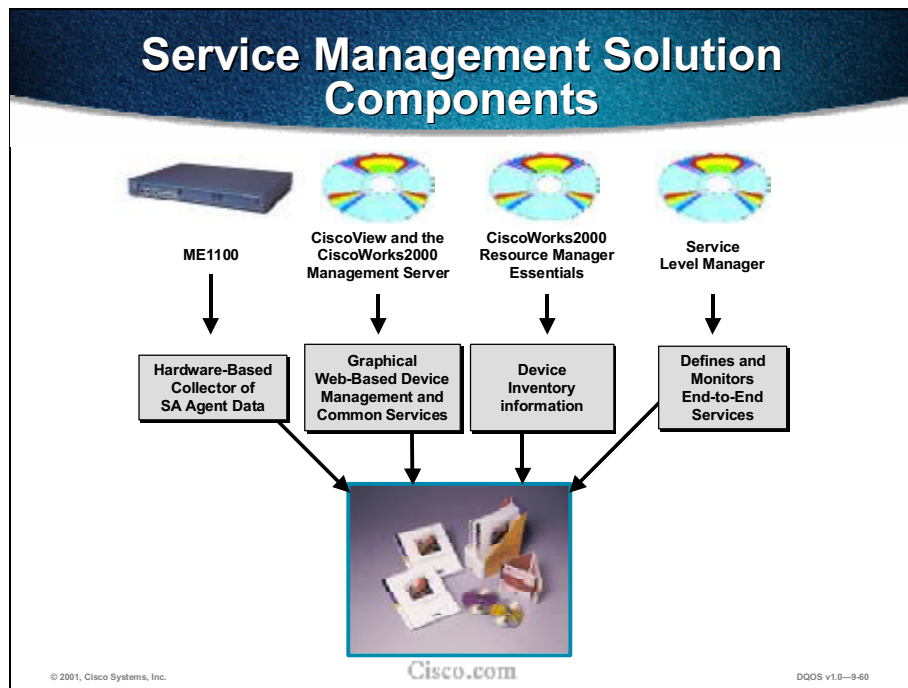 Service Management Solution
Components
ME1100
CiscoView and the
CiscoWorks2000
Management Server
CiscoWorks2000
Resource Manager
Essentials
Service
Level Manager
Hardware-Based
Collector of
SA Agent Data
Graphical
Web-Based Device
Management and
Common Services
Device
Inventory
information
Defines and
Monitors
End-to-End
Services
© 2001, Cisco Systems, Inc.
Cisco.com
DQOS v1.0—9-60